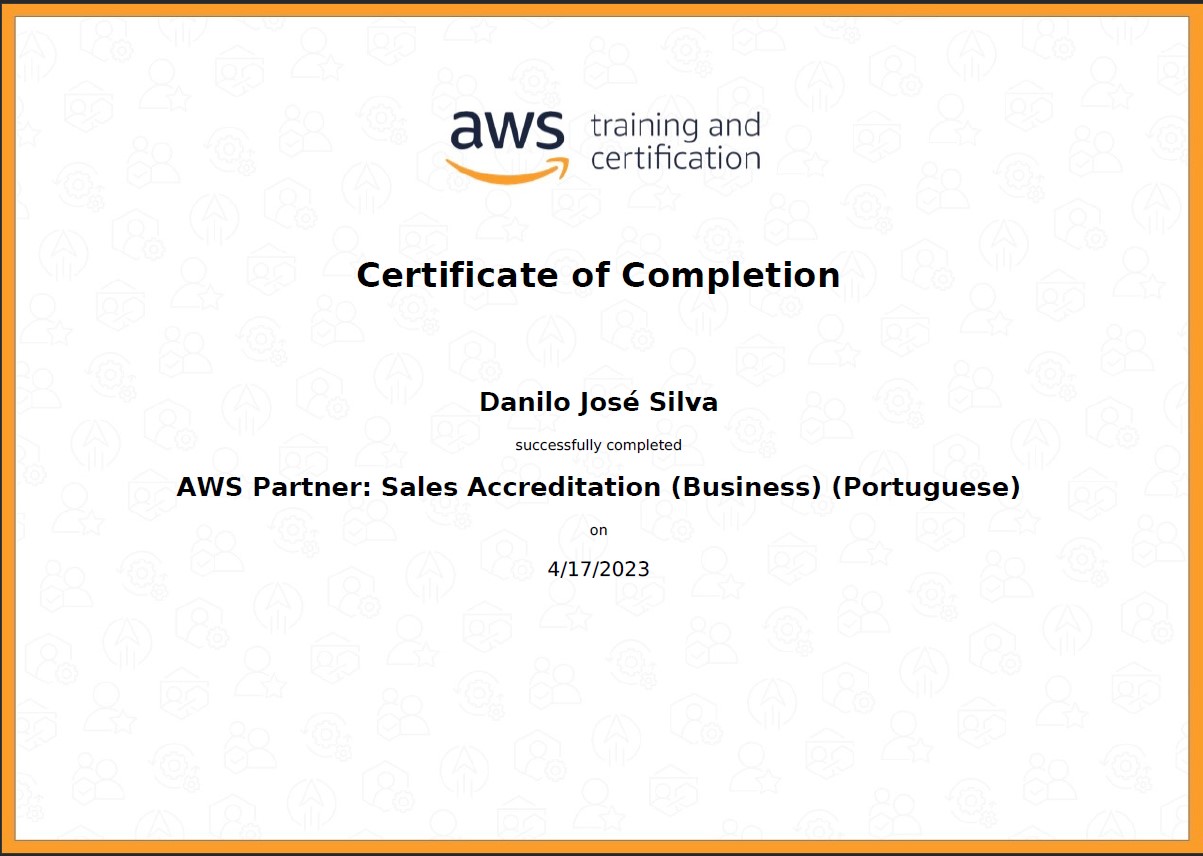 aws training and
certification
Certificate of Completion
Danilo José Silva
successfully completed
AWS Partner: Sales Accreditation (Business) (Portuguese)
on
4/17/2023